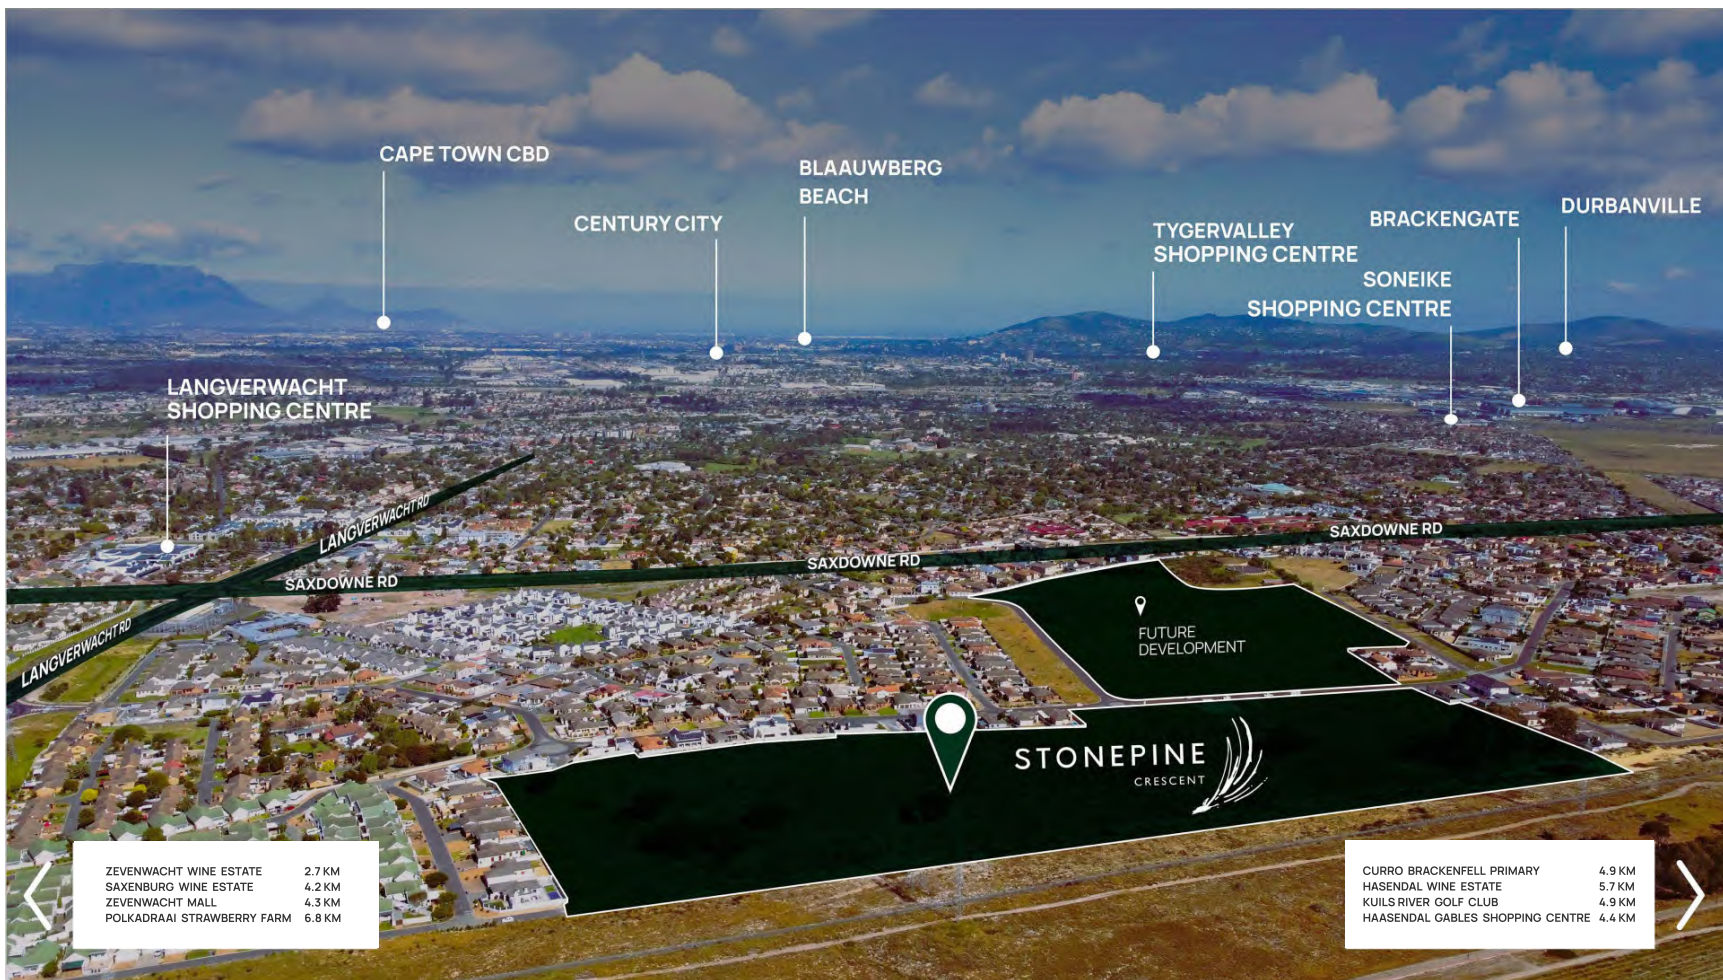 CAPE TOWN CBD
BLAAUWBERG
BEACH
CENTURY CITY
TYGERVALLEY
SHOPPING CENTRE
BRACKENGATE
DURBANVILLE
SONEIKE
SHOPPING CENTRE
LANGVERWACHT
SHOPPING CENTRE
LANGVERWACHT RD
SAXDOWNE RD
SAXDOWNE RD
SAXDOWNE RD
LANGVERWACHT RD
FUTURE
DEVELOPMENT
STONEPINE
CRESCENT
ZEVENWACHT WINE ESTATE 2.7 KM
SAXENBURG WINE ESTATE 4.2 KM
ZEVENWACHT MALL 4.3 KM
POLKADRAAI STRAWBERRY FARM 6.8 KM
CURRO BRACKENFELL PRIMARY 4.9 KM
HASENDAL WINE ESTATE 5.7 KM
KUILS RIVER GOLF CLUB 4.9 KM
HAASENDAL GABLES SHOPPING CENTRE 4.4 KM